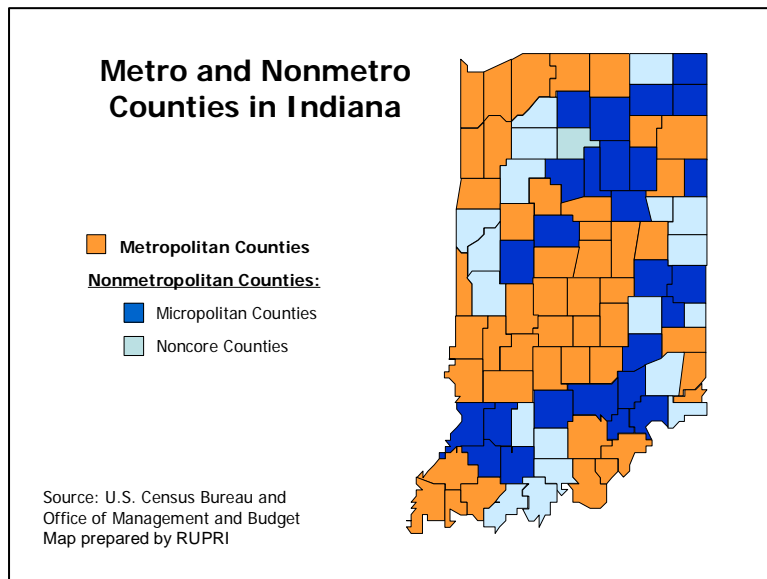 Metro and Nonmetro
Counties in Indiana
Metropolitan Counties
Nonmetropolitan Counties:
Micropolitan Counties
Noncore Counties
Source: U.S. Census Bureau and
Office of Management and Budget
Map prepared by RUPRI